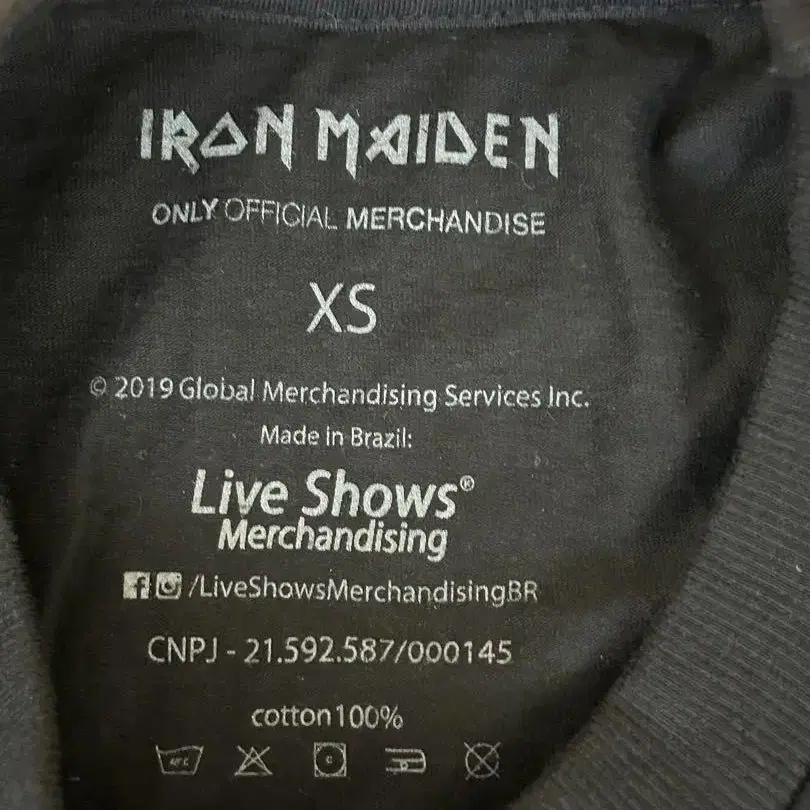 IRON MAIDEN
ONLY OFFICIAL MERCHANDISE
XS
© 2019 Global Merchandising Services Inc.
Made in Brazil:
Live Shows®
Merchandising
/LiveShowsMerchandisingBR
CNPJ - 21.592.587/000145
cotton100%